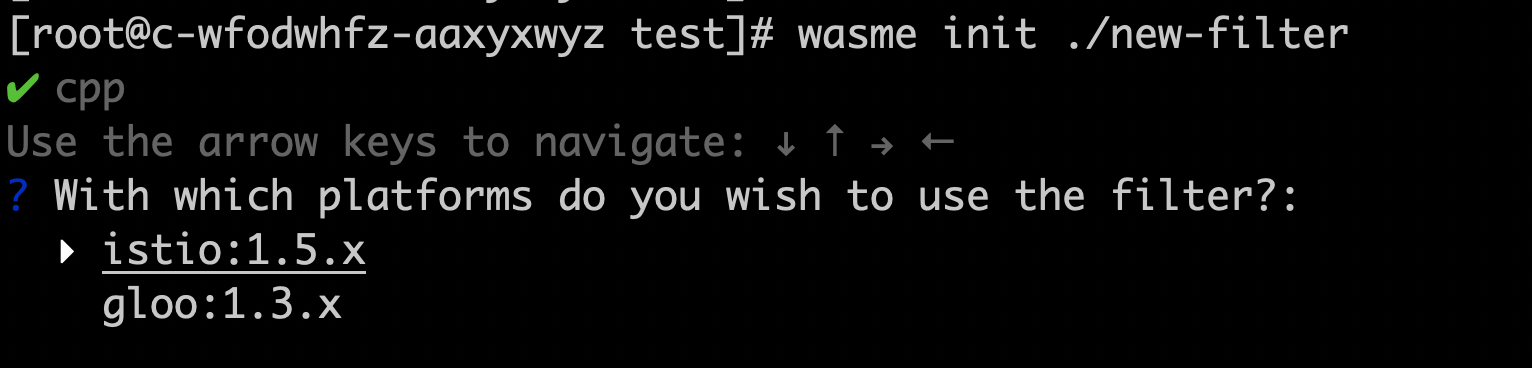 [root@c-wfodwhfz-aaxyxwyz test]# wasme init ./new-filter
✔ cpp
Use the arrow keys to navigate: ↓ ↑ → ←
? With which platforms do you wish to use the filter?:
▸ istio:1.5.x
gloo:1.3.x